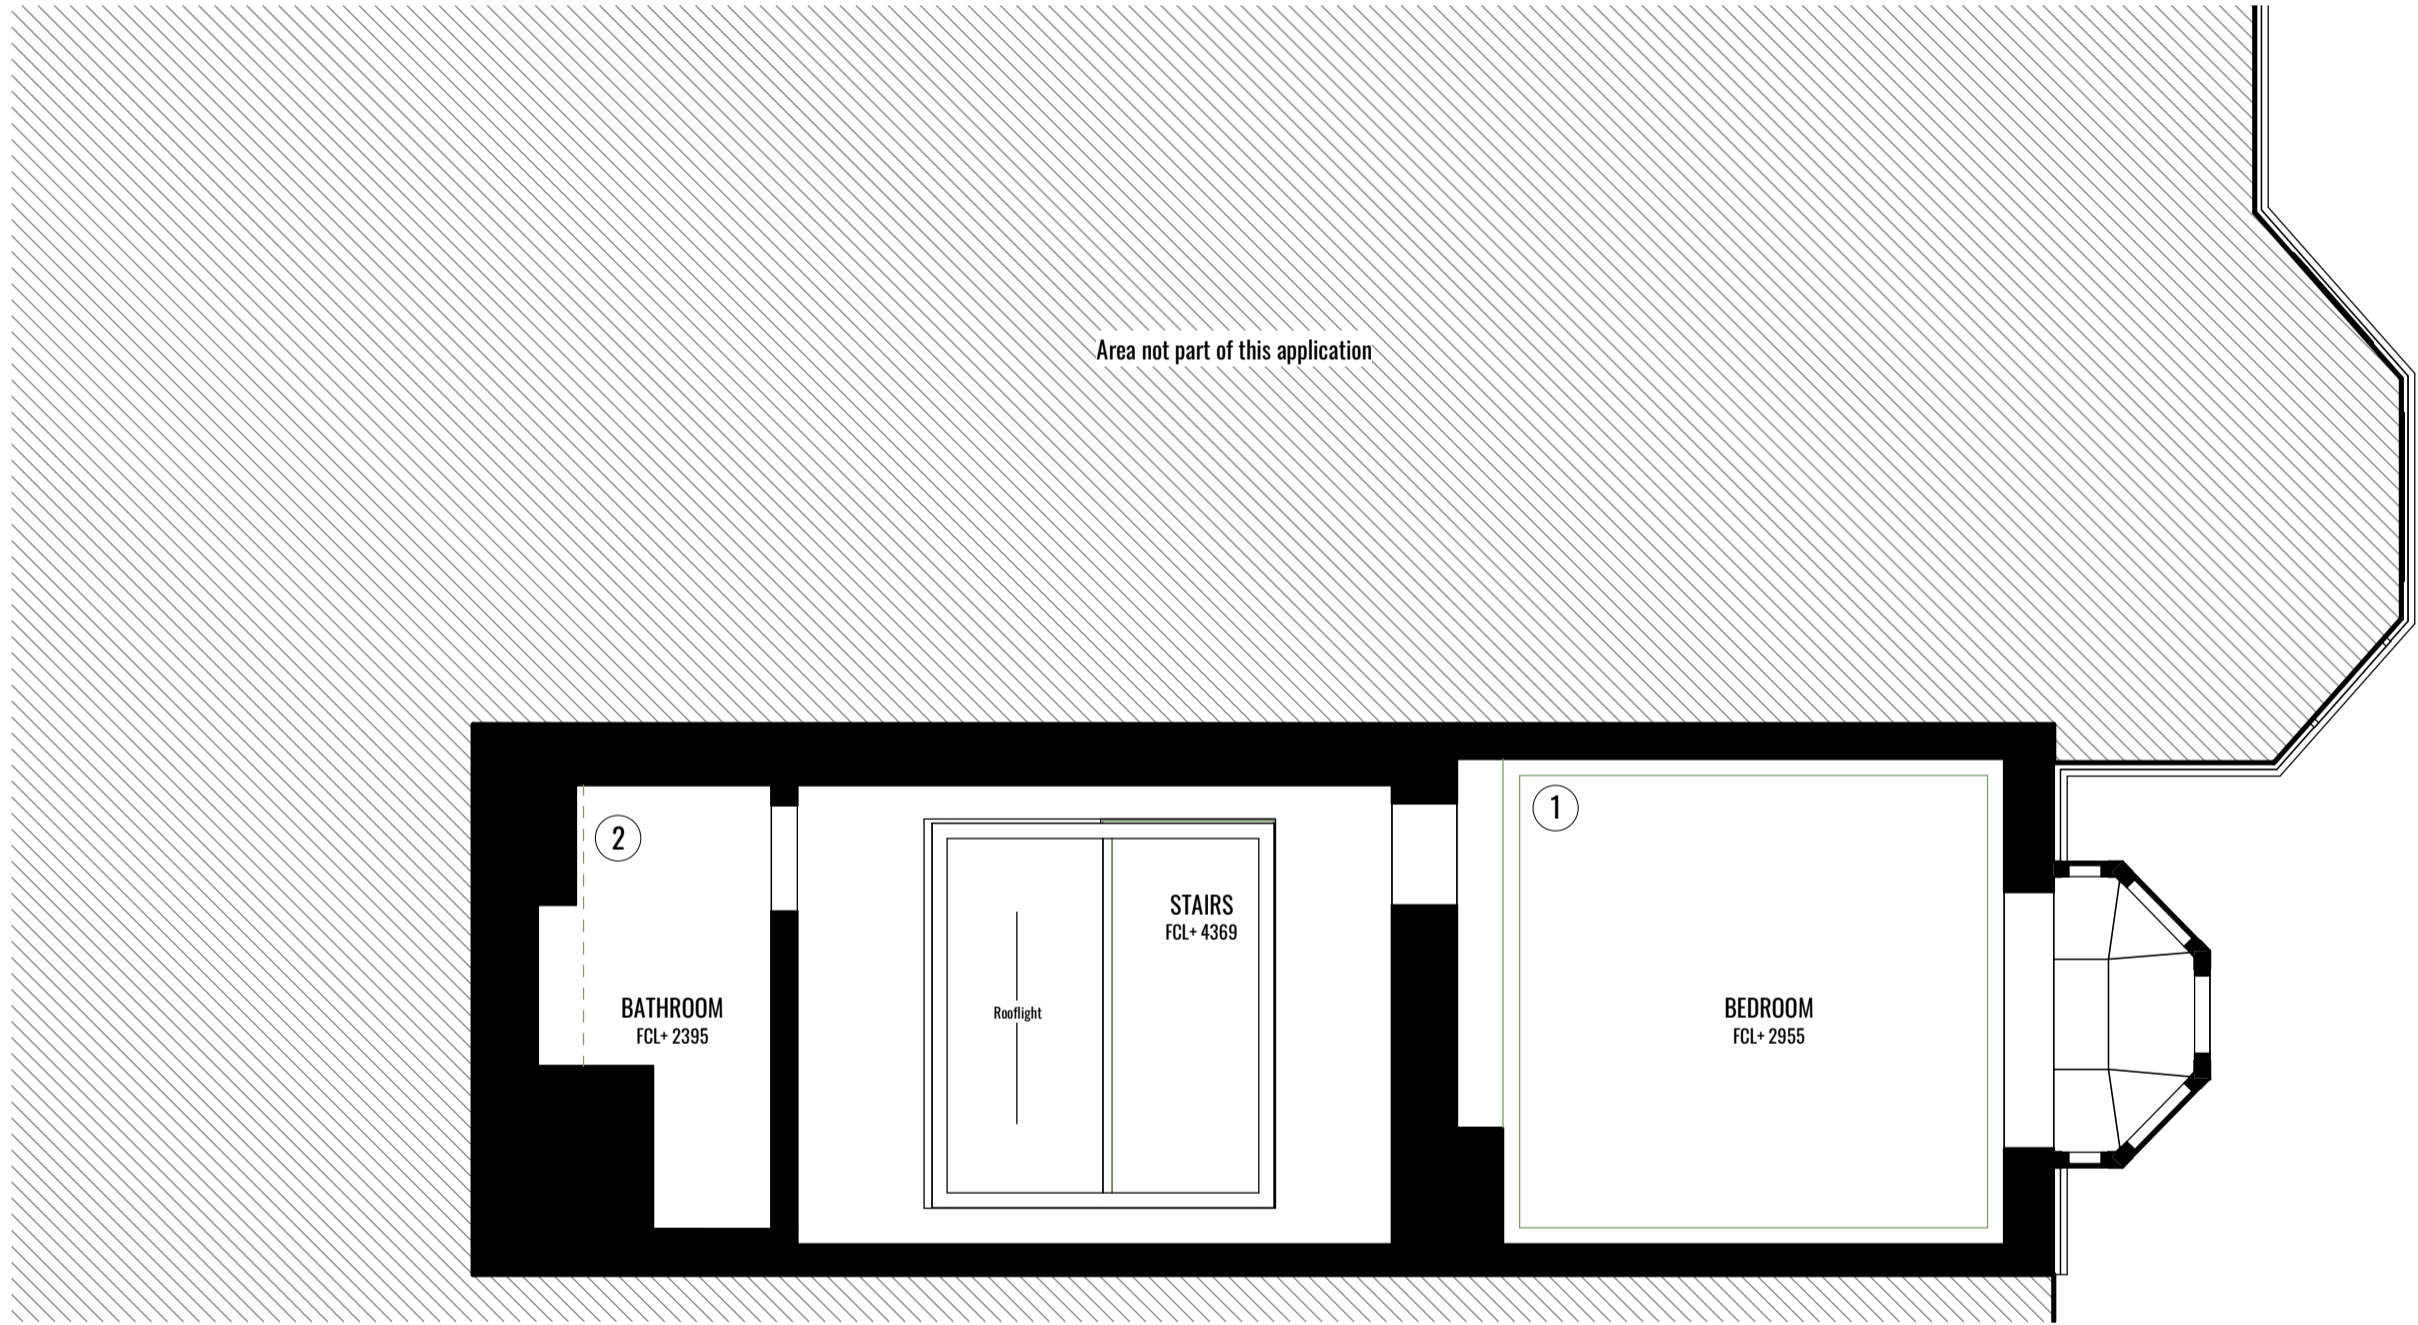 Area not part of this application
1
2
STAIRS
FCL+ 4369
BATHROOM
FCL+ 2395
Rooflight
BEDROOM
FCL+ 2955